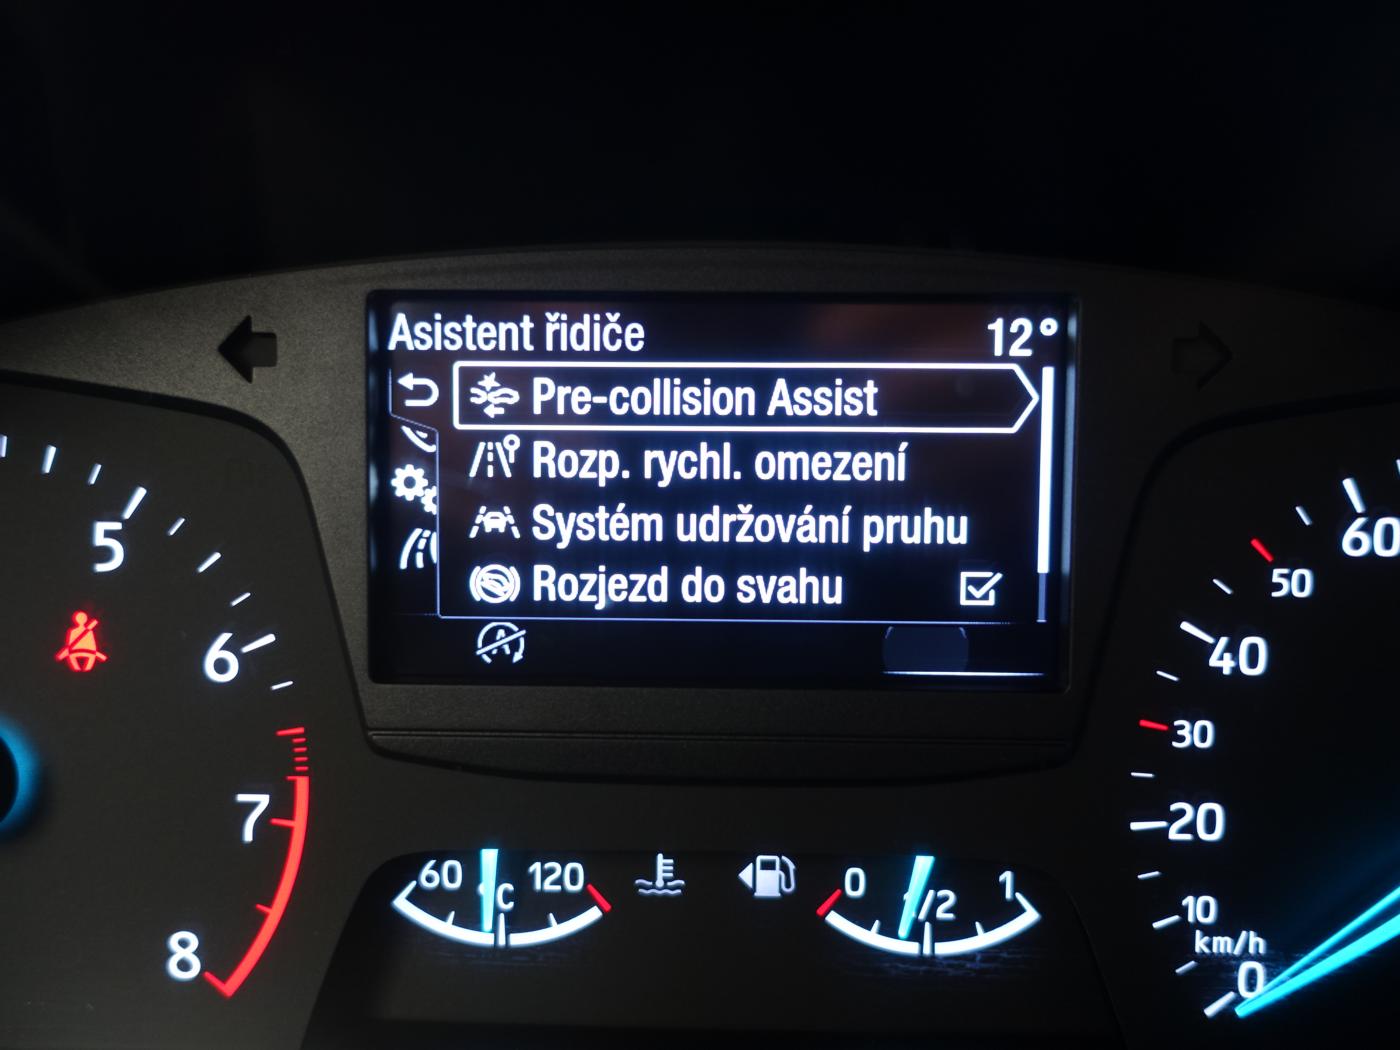 Asistent řidiče 12°
Pre-collision Assist
Rozp. rychl. omezení
Systém udržování pruhu
Rozjezd do svahu
A
5
6
7
8
60 °C 120
0 1/2 1
60
50
40
30
20
10
km/h
0